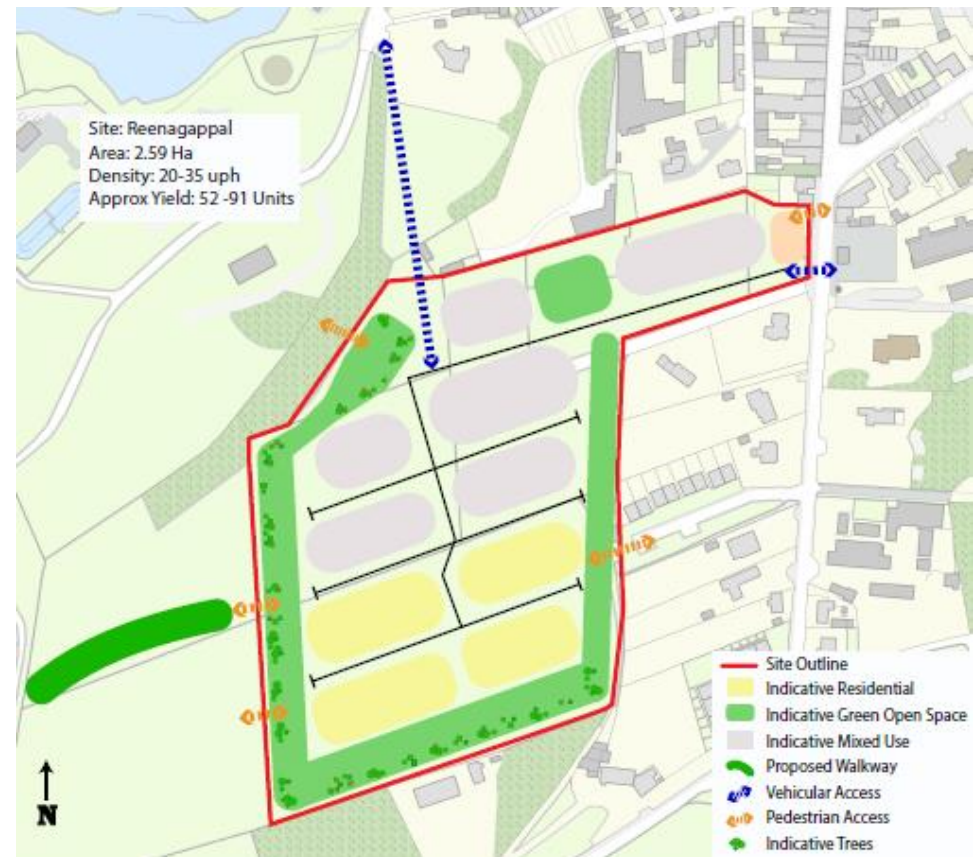 Site: Reenagappal
Area: 2.59 Ha
Density: 20-35 uph
Approx Yield: 52 -91 Units
Site Outline
Indicative Residential
Indicative Green Open Space
Indicative Mixed Use
Proposed Walkway
Vehicular Access
Pedestrian Access
Indicative Trees
N